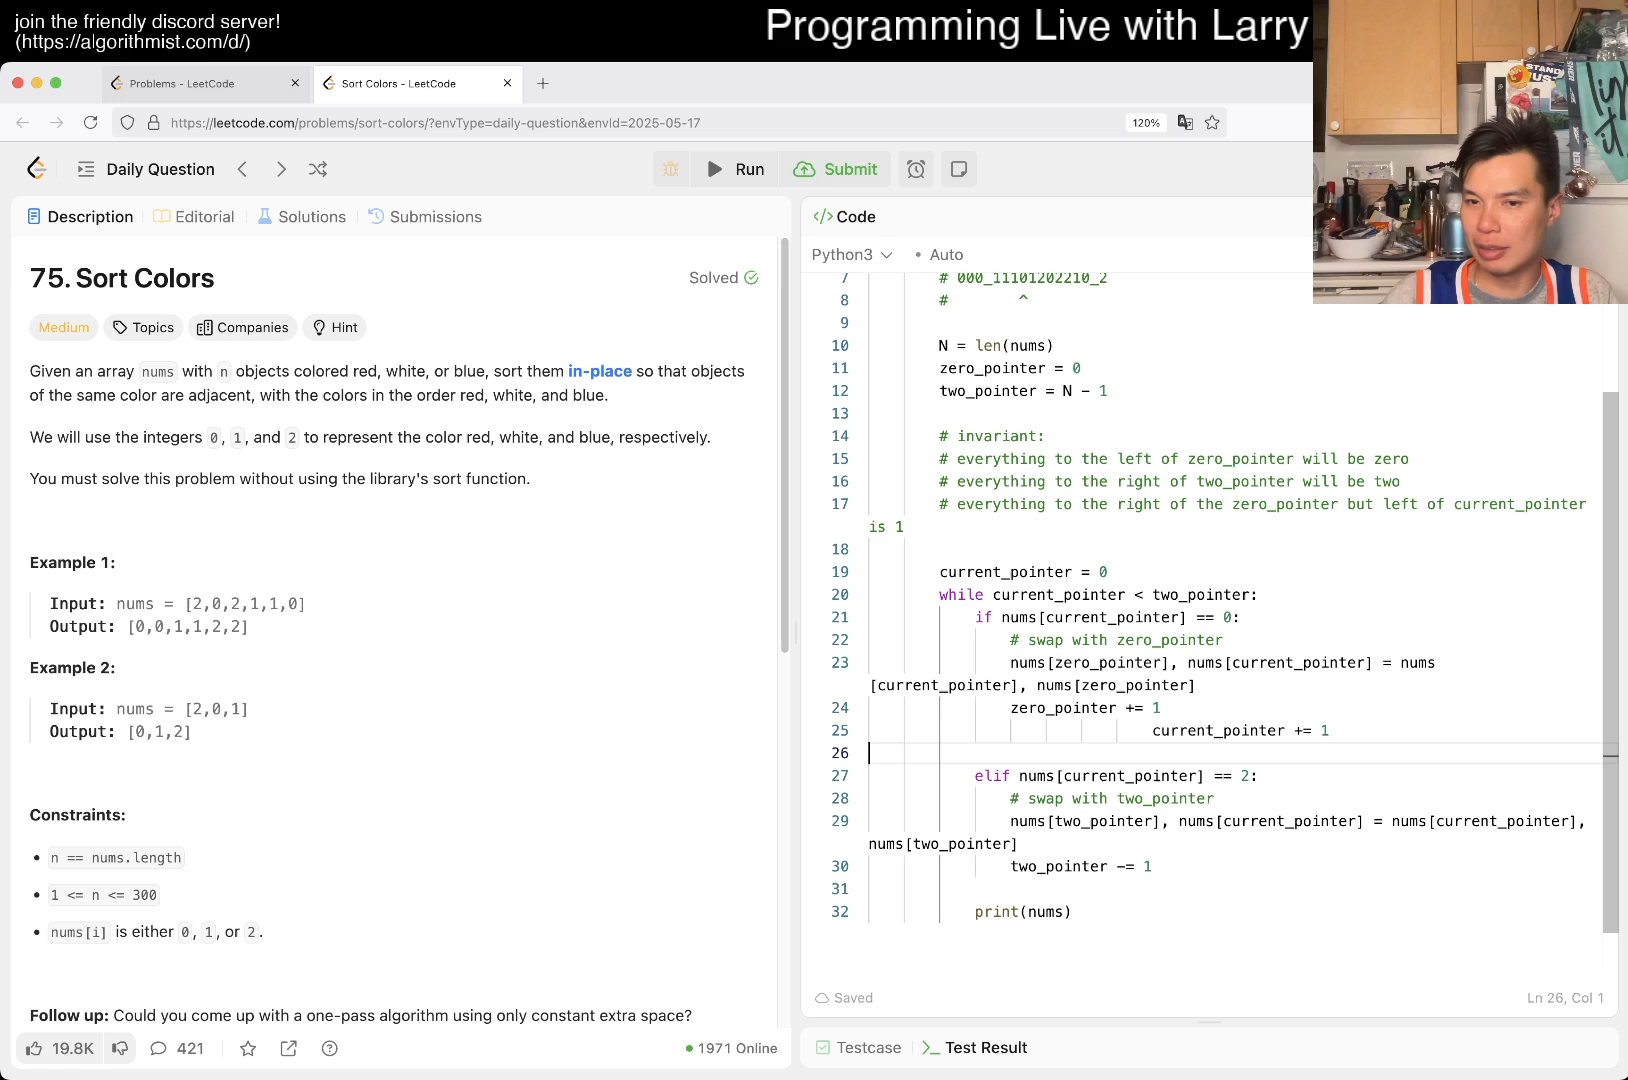 join the friendly discord server!
(https://algorithmist.com/d/)
Programming Live with Larry
Problems - LeetCode
Sort Colors - LeetCode
https://leetcode.com/problems/sort-colors/?envType=daily-question&envId=2025-05-17
120%
Daily Question
Run
Submit
Description
Editorial
Solutions
Submissions
75. Sort Colors
Solved
Medium
Topics
Companies
Hint
Given an array nums with n objects colored red, white, or blue, sort them in-place so that objects
of the same color are adjacent, with the colors in the order red, white, and blue.
We will use the integers 0, 1, and 2 to represent the color red, white, and blue, respectively.
You must solve this problem without using the library's sort function.
Example 1:
Input: nums = [2,0,2,1,1,0]
Output: [0,0,1,1,2,2]
Example 2:
Input: nums = [2,0,1]
Output: [0,1,2]
Constraints:
• n == nums.length
• 1 <= n <= 300
• nums[i] is either 0, 1, or 2.
Follow up: Could you come up with a one-pass algorithm using only constant extra space?
19.8K
421
1971 Online
</> Code
Python3
• Auto
7 # 000_11101202210_2
8 # ^
9
10 N = len(nums)
11 zero_pointer = 0
12 two_pointer = N - 1
13
14 # invariant:
15 # everything to the left of zero_pointer will be zero
16 # everything to the right of two_pointer will be two
17 # everything to the right of the zero_pointer but left of current_pointer
is 1
18
19 current_pointer = 0
20 while current_pointer < two_pointer:
21 if nums[current_pointer] == 0:
22 # swap with zero_pointer
23 nums[zero_pointer], nums[current_pointer] = nums
[current_pointer], nums[zero_pointer]
24 zero_pointer += 1
25 current_pointer += 1
26
27 elif nums[current_pointer] == 2:
28 # swap with two_pointer
29 nums[two_pointer], nums[current_pointer] = nums[current_pointer],
nums[two_pointer]
30 two_pointer -= 1
31
32 print(nums)
Saved
Ln 26, Col 1
Testcase
Test Result